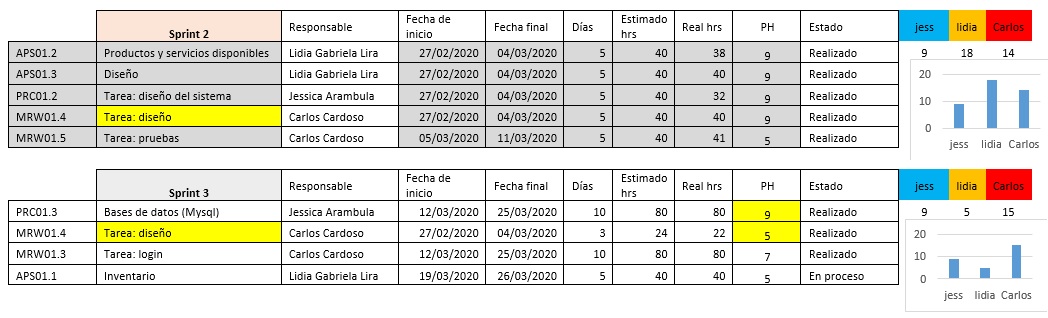 Sprint 2 Responsable Fecha de inicio Fecha final Días Estimado hrs Real hrs PH Estado jess lidia Carlos
APS01.2 Productos y servicios disponibles Lidia Gabriela Lira 27/02/2020 04/03/2020 5 40 38 9 Realizado 9 18 14
APS01.3 Diseño Lidia Gabriela Lira 27/02/2020 04/03/2020 5 40 40 9 Realizado
PRC01.2 Tarea: diseño del sistema Jessica Arambula 27/02/2020 04/03/2020 5 40 32 9 Realizado
MRW01.4 Tarea: diseño Carlos Cardoso 27/02/2020 04/03/2020 5 40 40 9 Realizado
MRW01.5 Tarea: pruebas Carlos Cardoso 05/03/2020 11/03/2020 5 40 41 5 Realizado
20
10
0
jess lidia Carlos
Sprint 3 Responsable Fecha de inicio Fecha final Días Estimado hrs Real hrs PH Estado jess lidia Carlos
PRC01.3 Bases de datos (Mysql) Jessica Arambula 12/03/2020 25/03/2020 10 80 80 9 Realizado 9 5 15
MRW01.4 Tarea: diseño Carlos Cardoso 27/02/2020 04/03/2020 3 24 22 5 Realizado
MRW01.3 Tarea: login Carlos Cardoso 12/03/2020 25/03/2020 10 80 80 7 Realizado
APS01.1 Inventario Lidia Gabriela Lira 19/03/2020 26/03/2020 5 40 40 5 En proceso
20
10
0
jess lidia Carlos